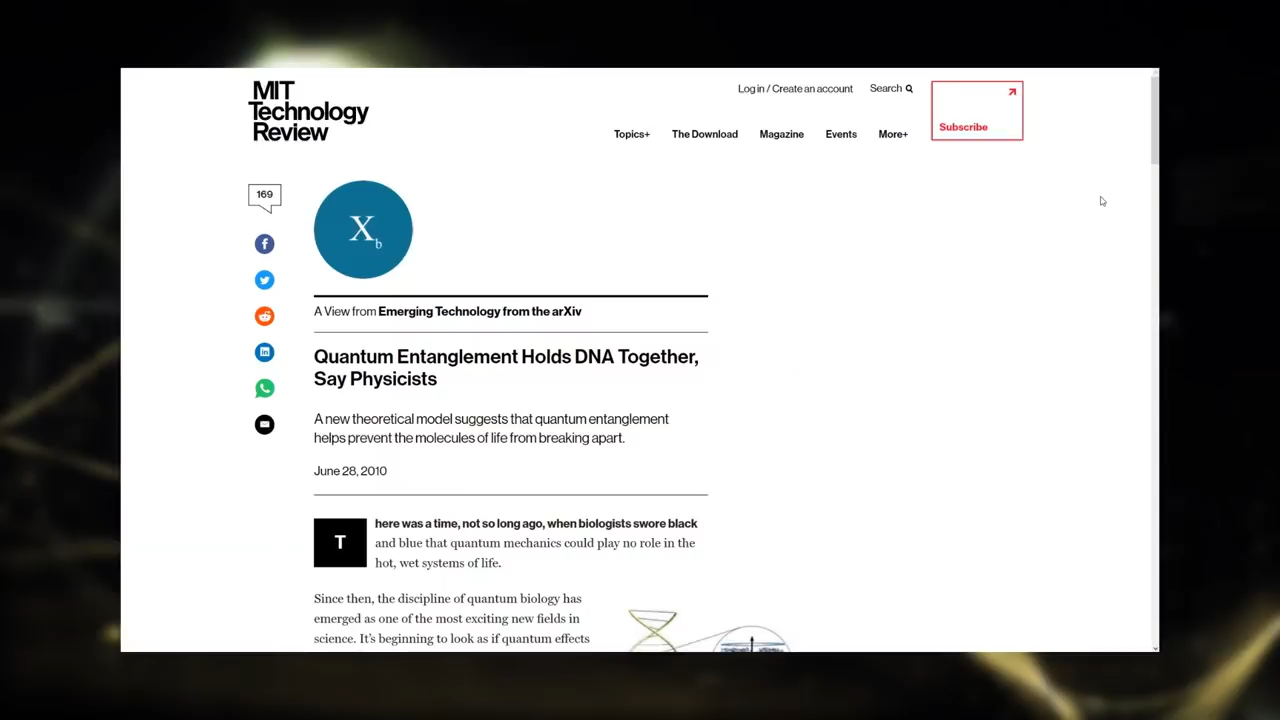 MIT
Technology
Review
Log in / Create an account
Search
Subscribe
Topics+
The Download
Magazine
Events
More+
169
X b
A View from Emerging Technology from the arXiv
Quantum Entanglement Holds DNA Together,
Say Physicists
A new theoretical model suggests that quantum entanglement
helps prevent the molecules of life from breaking apart.
June 28, 2010
There was a time, not so long ago, when biologists swore black
and blue that quantum mechanics could play no role in the
hot, wet systems of life.
Since then, the discipline of quantum biology has
emerged as one of the most exciting new fields in
science. It's beginning to look as if quantum effects